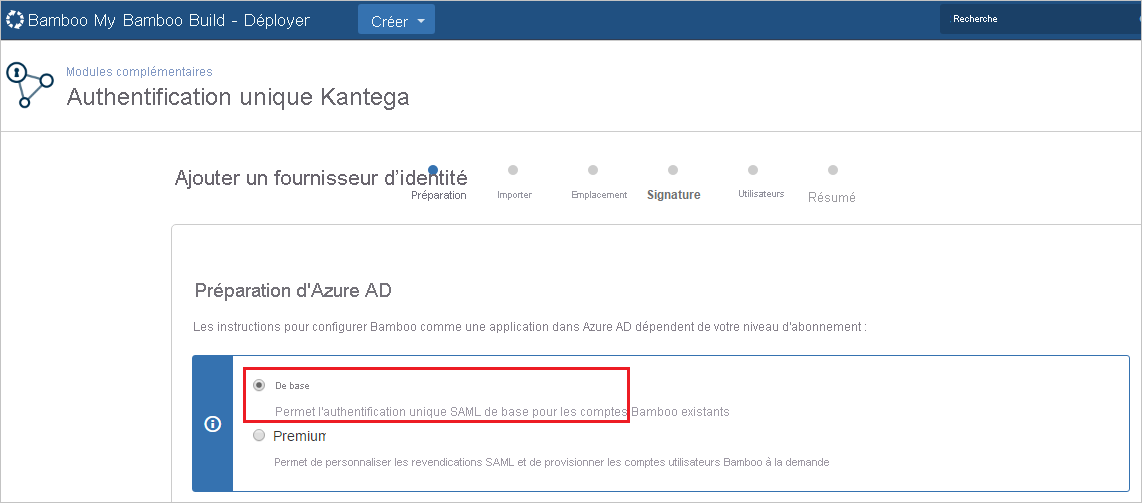 Bamboo My Bamboo Build - Déployer Créer Recherche
Modules complémentaires
Authentification unique Kantega
Ajouter un fournisseur d’identité
Préparation Importer Emplacement Signature Utilisateurs Résumé
Préparation d'Azure AD
Les instructions pour configurer Bamboo comme une application dans Azure AD dépendent de votre niveau d'abonnement :
De base
Permet l'authentification unique SAML de base pour les comptes Bamboo existants
Premium
Permet de personnaliser les revendications SAML et de provisionner les comptes utilisateurs Bamboo à la demande